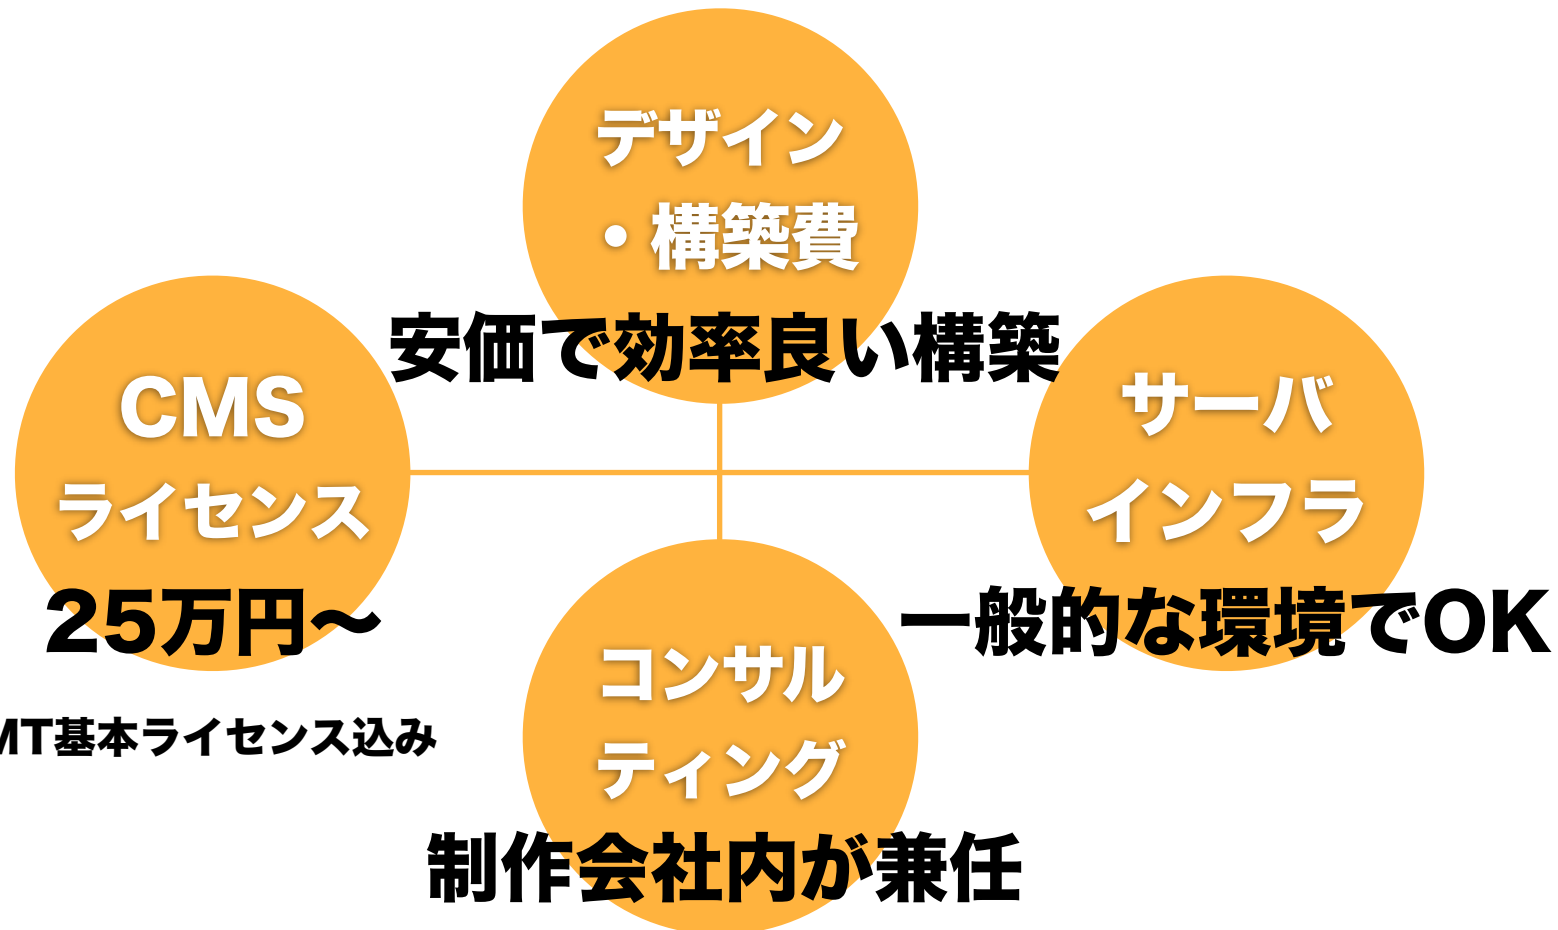 デザイン
・構築費
安価で効率良い構築
CMS
ライセンス
25万円〜
MT基本ライセンス込み
サーバ
インフラ
一般的な環境でOK
コンサル
ティング
制作会社内が兼任